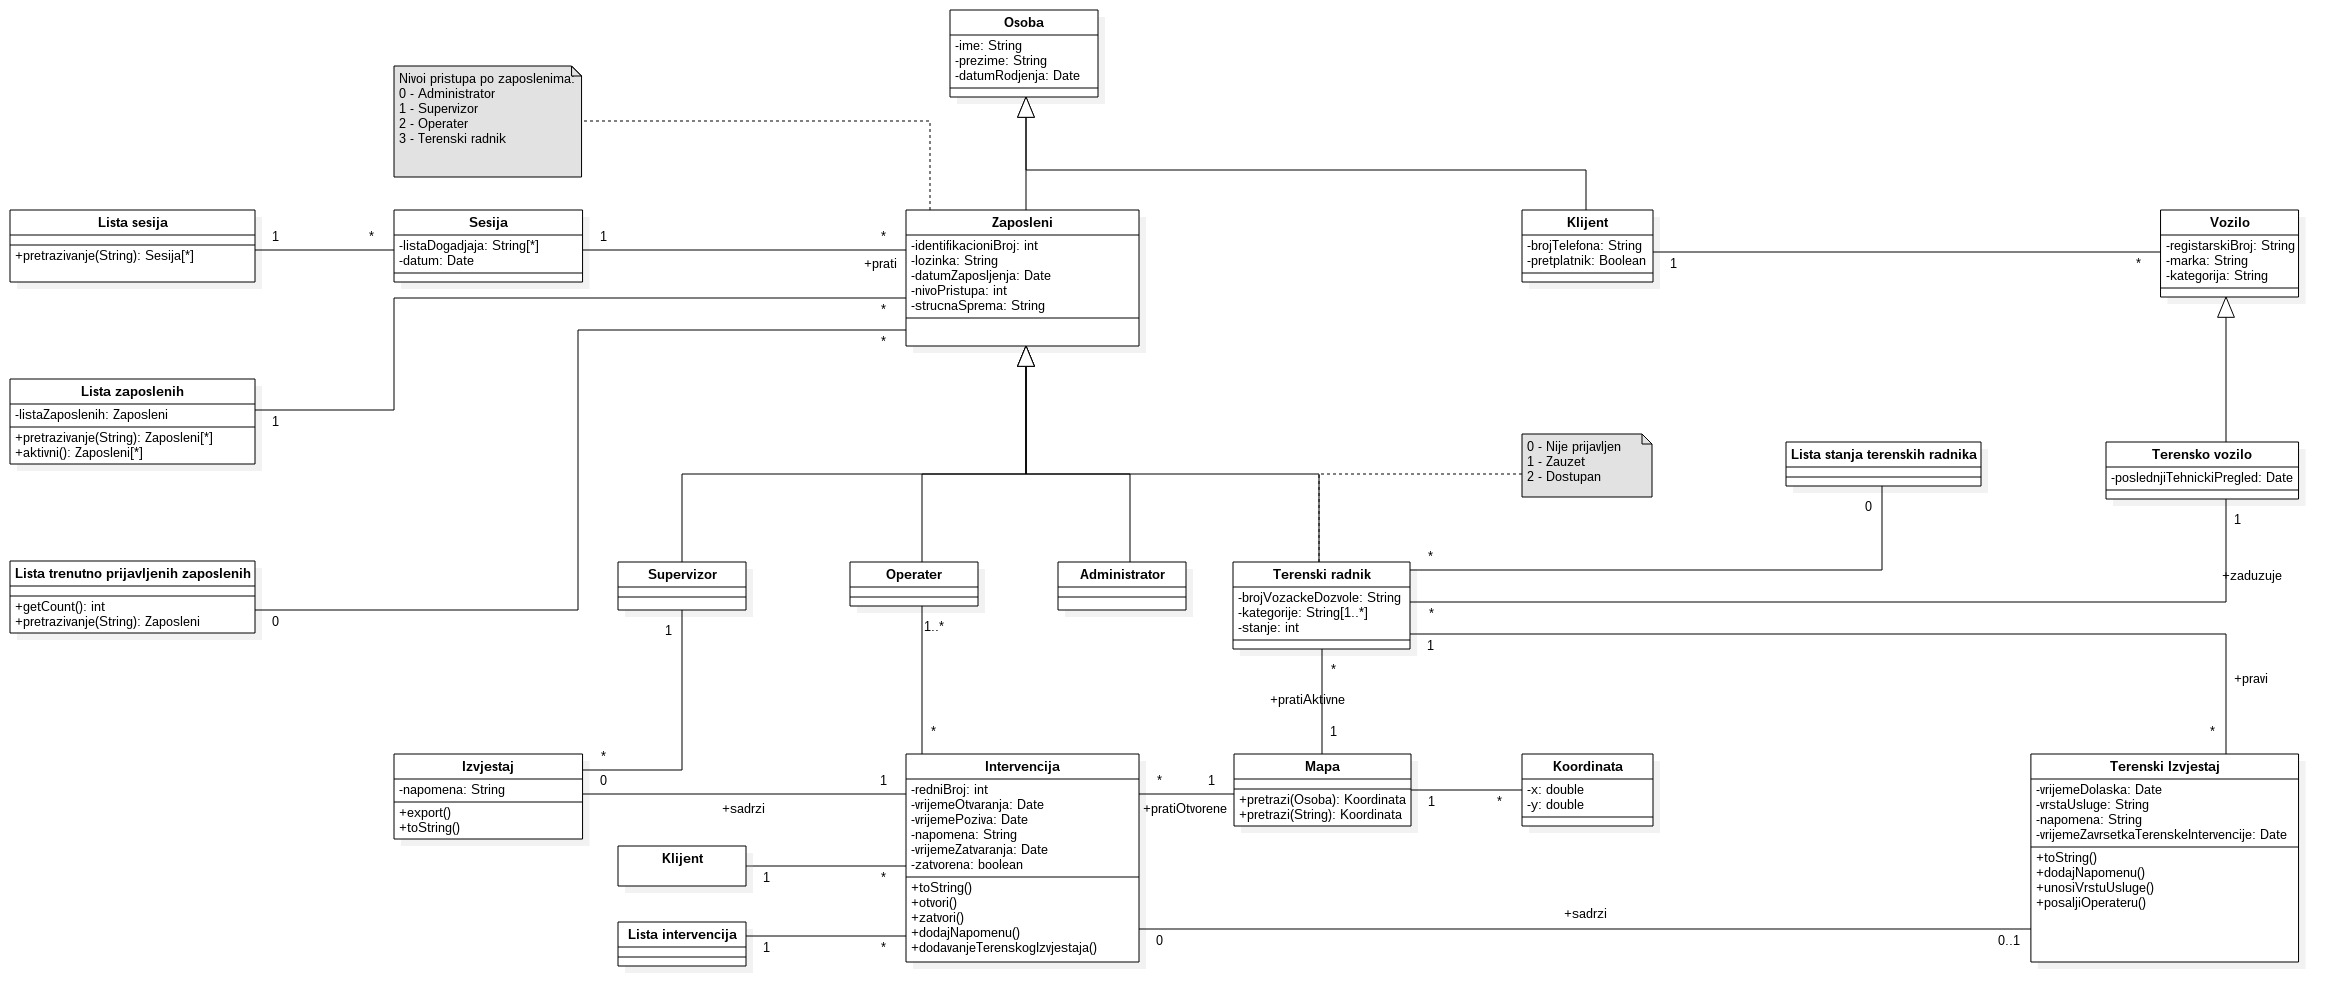 Osoba
-ime: String
-prezime: String
-datumRodjenja: Date
Nivoi pristupa po zaposlenima:
0 - Administrator
1 - Supervizor
2 - Operater
3 - Terenski radnik
Lista sesija
+pretrazivanje(String): Sesija[*]
1
*
Sesija
-listaDogadjaja: String[*]
-datum: Date
1
*
+prati
Zaposleni
-identifikacioniBroj: int
-lozinka: String
-datumZaposljenja: Date
-nivoPristupa: int
-strucnaSprema: String
*
*
Klijent
-brojTelefona: String
-pretplatnik: Boolean
1
*
Vozilo
-registarskiBroj: String
-marka: String
-kategorija: String
Lista zaposlenih
-listaZaposlenih: Zaposleni
+pretrazivanje(String): Zaposleni[*]
+aktivni(): Zaposleni[*]
1
0 - Nije prijavljen
1 - Zauzet
2 - Dostupan
Lista stanja terenskih radnika
0
*
Terensko vozilo
-posljednjiTehnickiPregled: Date
1
+zaduzuje
*
Lista trenutno prijavljenih zaposlenih
+getCount(): int
+pretrazivanje(String): Zaposleni
0
Supervizor
1
Operater
1..*
Administrator
Terenski radnik
-brojVozackeDozvole: String
-kategorije: String[1..*]
-stanje: int
1
+pravi
*
*
+pratiAktivne
1
*
*
Izvjestaj
-napomena: String
+export()
+toString()
0
1
+sadrzi
Intervencija
-redniBroj: int
-vrijemeOtvaranja: Date
-vrijemePoziva: Date
-napomena: String
-vrijemeZatvaranja: Date
-zatvorena: boolean
+toString()
+otvori()
+zatvori()
+dodajNapomenu()
+dodavanjeTerenskogIzvjestaja()
*
1
+pratiOtvorene
Mapa
+pretrazi(Osoba): Koordinata
+pretrazi(String): Koordinata
1
*
Koordinata
-x: double
-y: double
Terenski Izvjestaj
-vrijemeDolaska: Date
-vrstaUsluge: String
-napomena: String
-vrijemeZavrsetkaTerenskeIntervencije: Date
+toString()
+dodajNapomenu()
+unosiVrstuUsluge()
+posaljiOperateru()
Klijent
1
*
Lista intervencija
1
*
+sadrzi
0
0..1